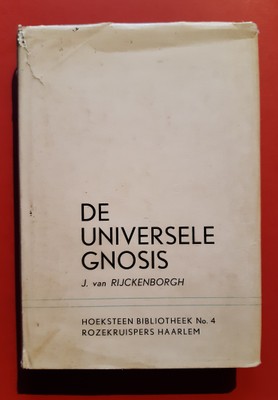 DE
UNIVERSELE
GNOSIS
J. van RIJCKENBORGH
HOEKSTEEN BIBLIOTHEEK No. 4
ROZEKRUISPERS HAARLEM